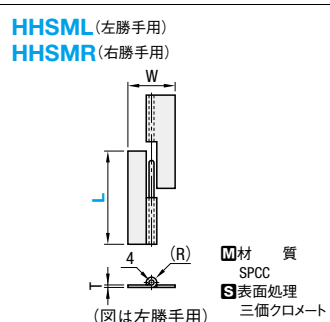 HHSML(左勝手用)
HHSMR(右勝手用)
W
L
4 (R)
T
(図は左勝手用)
M材　質
SPCC
S表面処理
三価クロメート